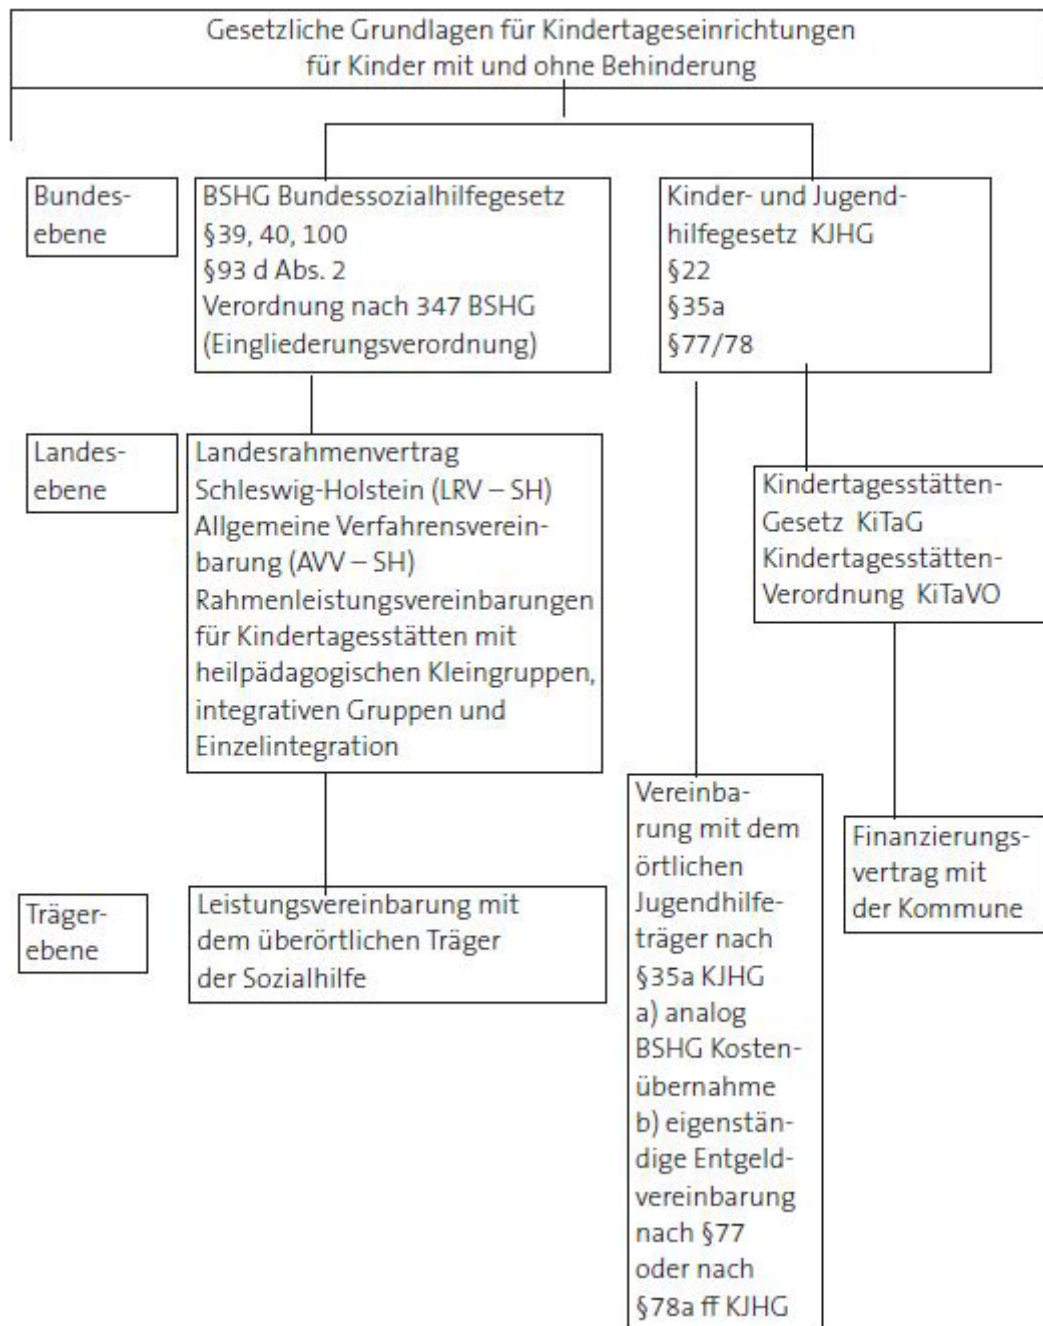 Gesetzliche Grundlagen für Kindertageseinrichtungen
für Kinder mit und ohne Behinderung
Bundes-
ebene
BSHG Bundessozialhilfegesetz
§39, 40, 100
§93 d Abs. 2
Verordnung nach 347 BSHG
(Eingliederungsverordnung)
Kinder- und Jugend-
hilfegesetz KJHG
§22
§35a
§77/78
Landes-
ebene
Landesrahmenvertrag
Schleswig-Holstein (LRV – SH)
Allgemeine Verfahrensverein-
barung (AVV – SH)
Rahmenleistungsvereinbarungen
für Kindertagesstätten mit
heilpädagogischen Kleingruppen,
integrativen Gruppen und
Einzelintegration
Kindertagesstätten-
Gesetz KiTaG
Kindertagesstätten-
Verordnung KiTaVO
Träger-
ebene
Leistungsvereinbarung mit
dem überörtlichen Träger
der Sozialhilfe
Vereinba-
rung mit dem
örtlichen
Jugendhilfe-
träger nach
§35a KJHG
a) analog
BSHG Kosten-
übernahme
b) eigenstän-
dige Entgeld-
vereinbarung
nach §77
oder nach
§78a ff KJHG
Finanzierungs-
vertrag mit
der Kommune